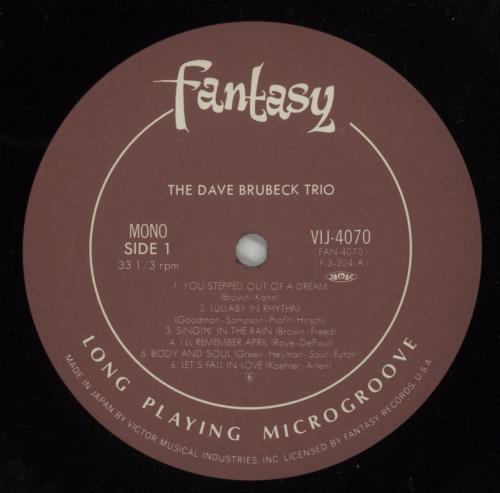 fantasy
THE DAVE BRUBECK TRIO
MONO
SIDE 1
33 1/3 rpm
VIJ-4070
(FAN-4070)
(F-3-204-A)
JASRAC
1. YOU STEPPED OUT OF A DREAM
(Brown-Kahn)
2. LULLABY IN RHYTHM
(Goodman-Sampson-Profit-Hirsch)
3. SINGIN' IN THE RAIN (Brown-Freed)
4. I'LL REMEMBER APRIL (Raye-DePaul)
5. BODY AND SOUL (Green-Heyman-Sour-Eyton)
6. LET'S FALL IN LOVE (Koehler-Arlen)
6
LONG PLAYING MICROGROOVE
MADE IN JAPAN BY VICTOR MUSICAL INDUSTRIES, INC. LICENSED BY FANTASY RECORDS, U.S.A.